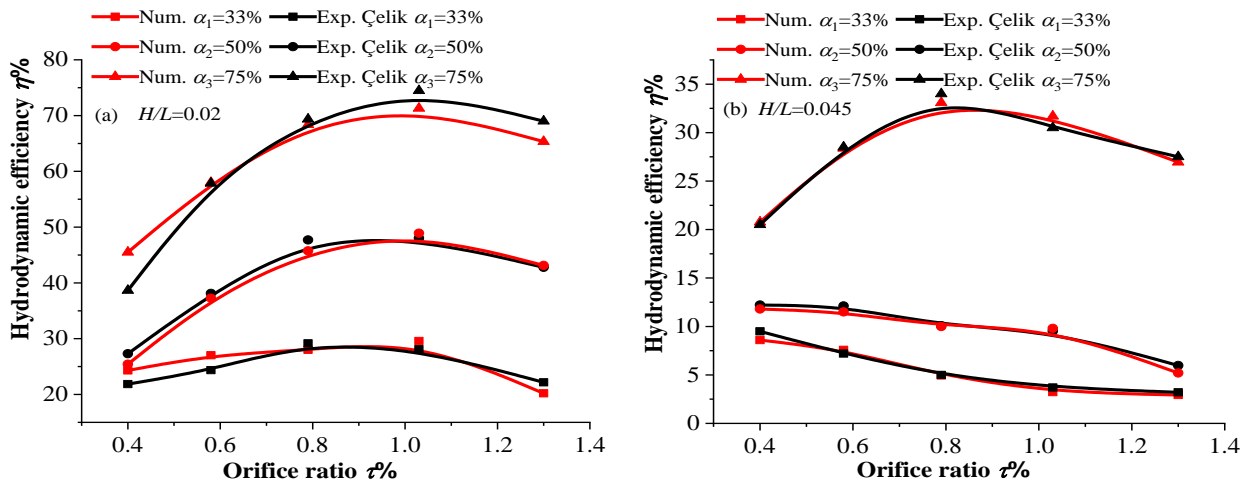 Num. α1=33% Exp. Çelik α1=33%
Num. α2=50% Exp. Çelik α2=50%
Num. α3=75% Exp. Çelik α3=75%
80
70
60
50
40
30
20
(a) H/L=0.02
Hydrodynamic efficiency η%
0.4 0.6 0.8 1.0 1.2 1.4
Orifice ratio τ%
Num. α1=33% Exp. Çelik α1=33%
Num. α2=50% Exp. Çelik α2=50%
Num. α3=75% Exp. Çelik α3=75%
35
30
25
20
15
10
5
0
(b) H/L=0.045
Hydrodynamic efficiency η%
0.4 0.6 0.8 1.0 1.2 1.4
Orifice ratio τ%